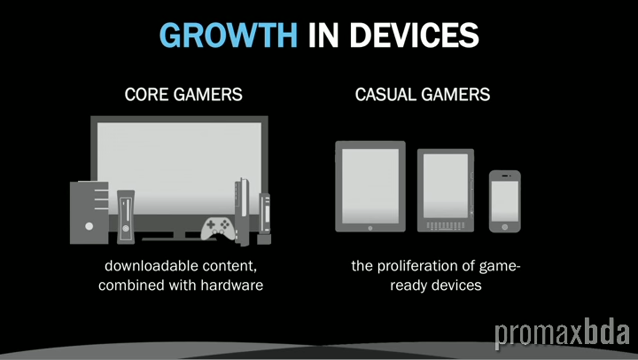 GROWTH IN DEVICES
CORE GAMERS
downloadable content,
combined with hardware
CASUAL GAMERS
the proliferation of game-
ready devices
promaxbda